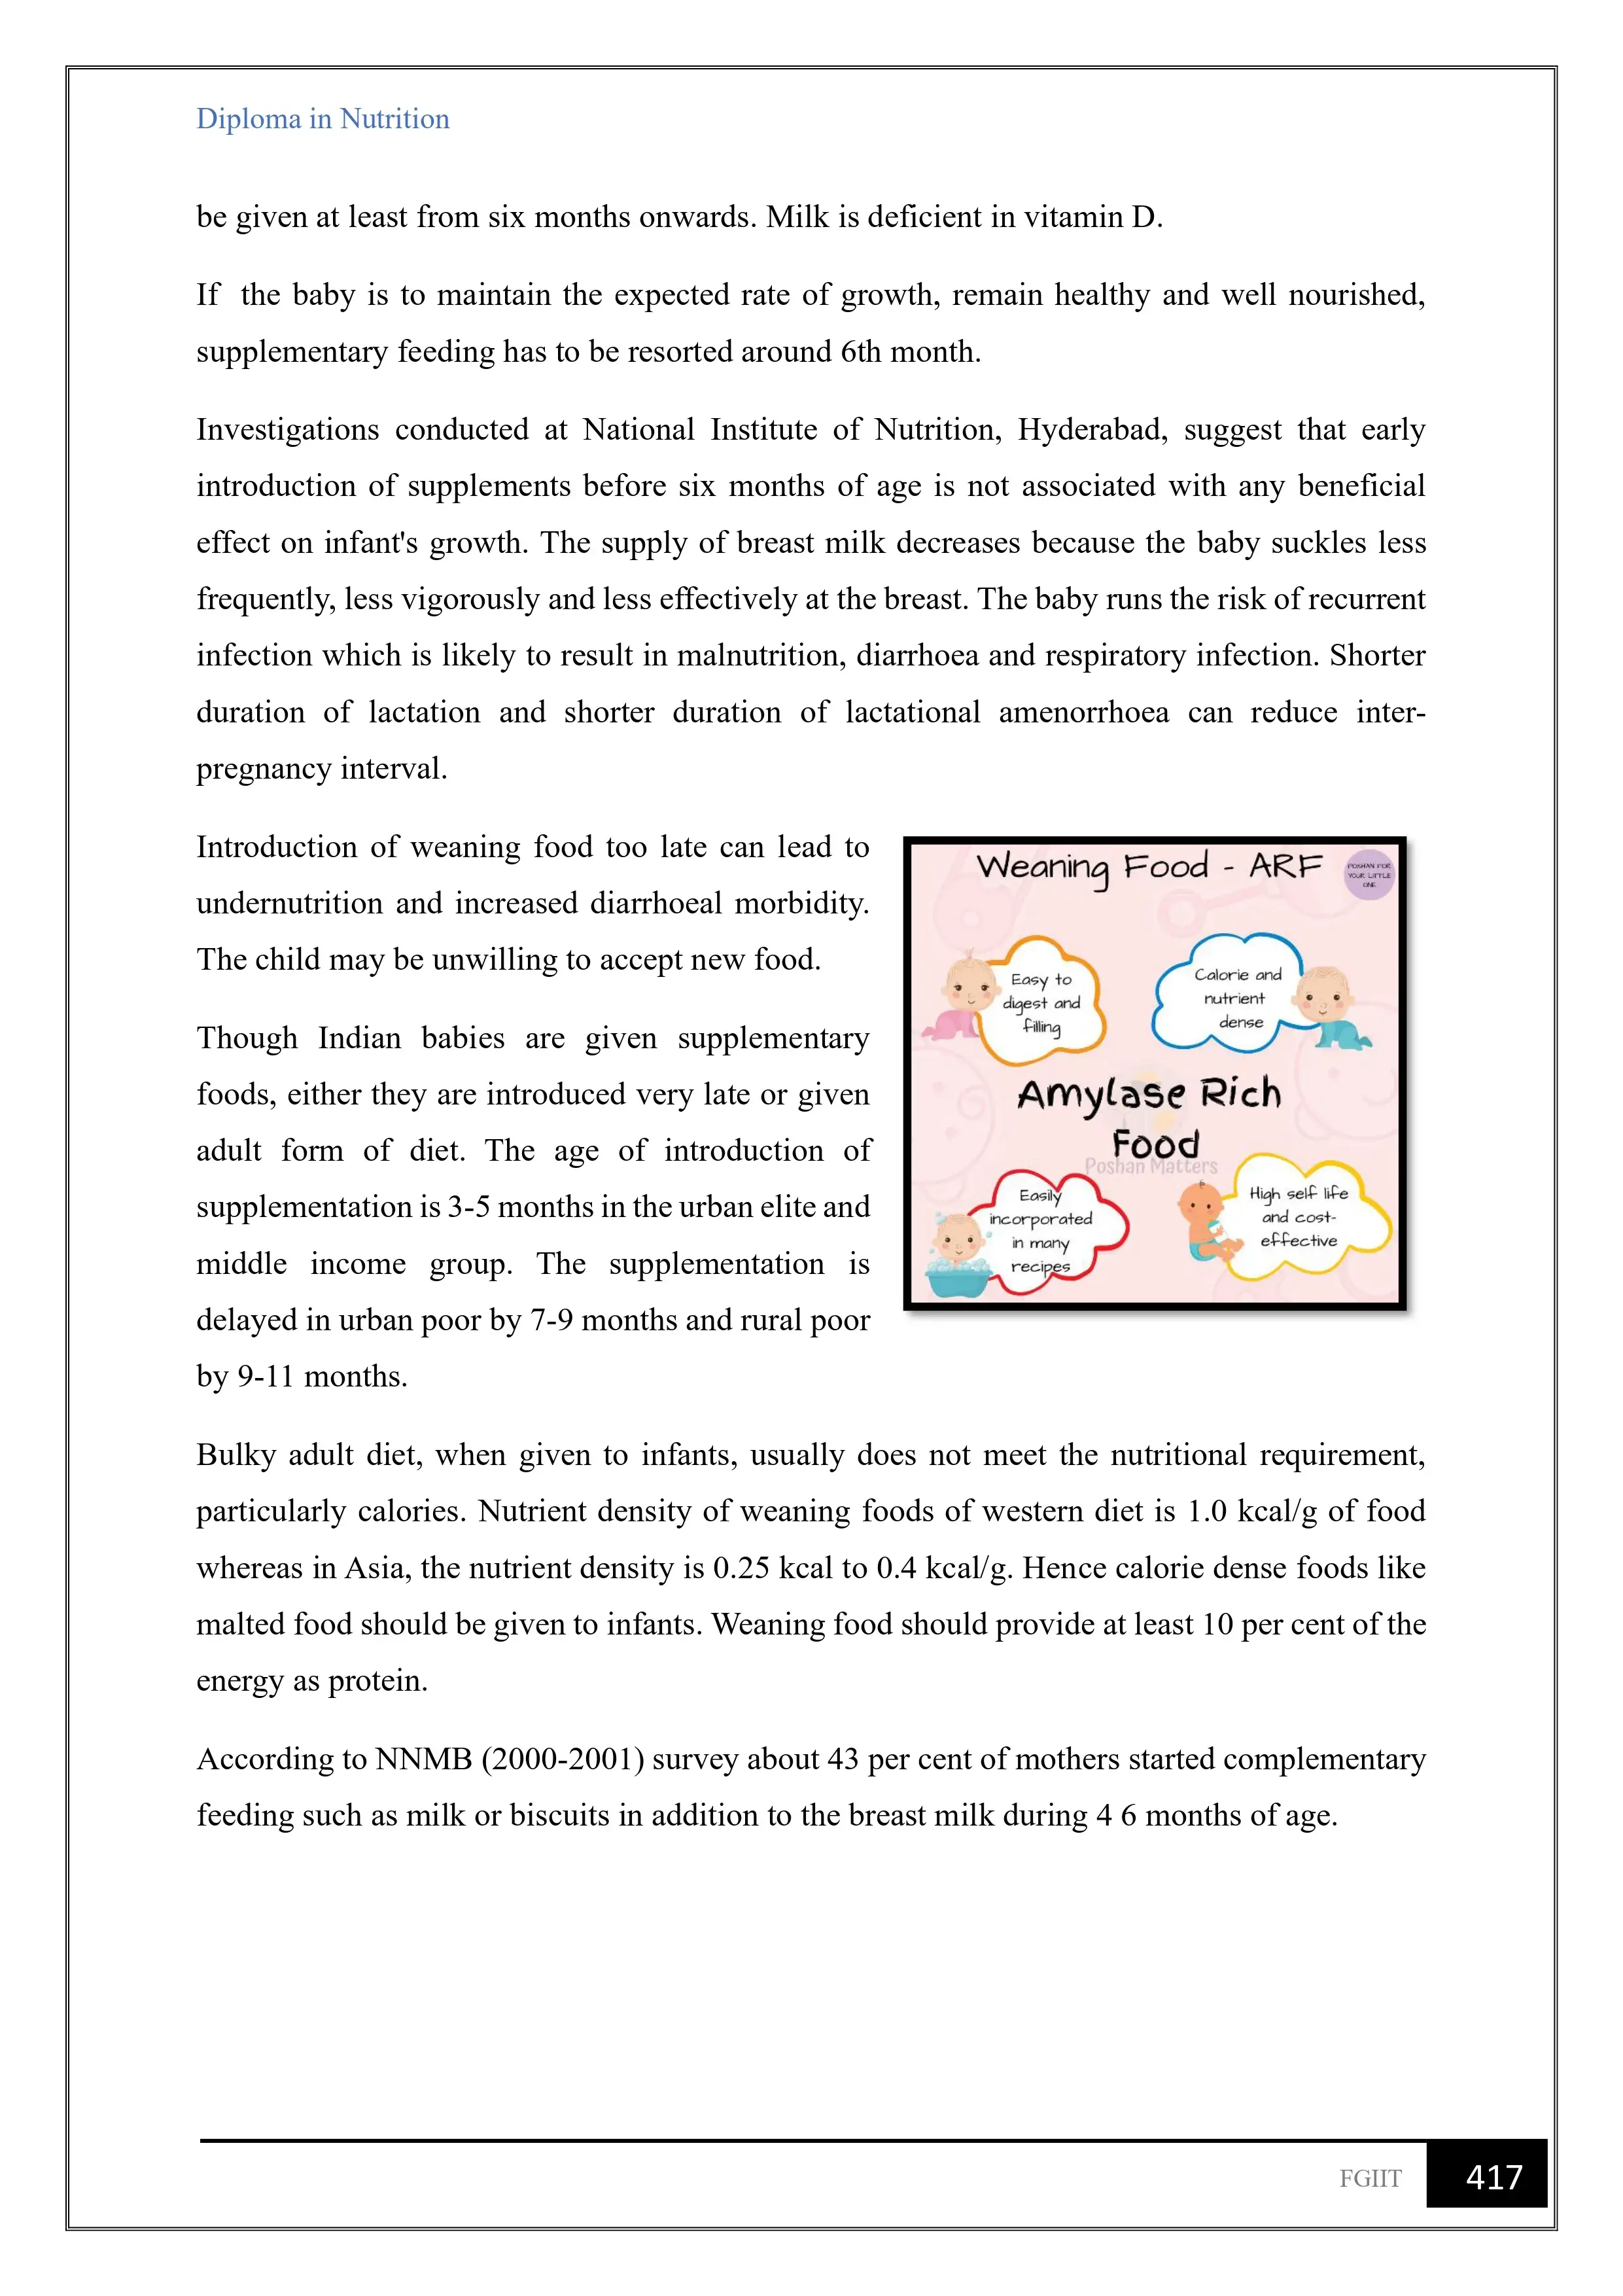 Diploma in Nutrition
be given at least from six months onwards. Milk is deficient in vitamin D.
If the baby is to maintain the expected rate of growth, remain healthy and well nourished,
supplementary feeding has to be resorted around 6th month.
Investigations conducted at National Institute of Nutrition, Hyderabad, suggest that early
introduction of supplements before six months of age is not associated with any beneficial
effect on infant's growth. The supply of breast milk decreases because the baby suckles less
frequently, less vigorously and less effectively at the breast. The baby runs the risk of recurrent
infection which is likely to result in malnutrition, diarrhoea and respiratory infection. Shorter
duration of lactation and shorter duration of lactational amenorrhoea can reduce inter-
pregnancy interval.
Introduction of weaning food too late can lead to
undernutrition and increased diarrhoeal morbidity.
The child may be unwilling to accept new food.
Though Indian babies are given supplementary
foods, either they are introduced very late or given
adult form of diet. The age of introduction of
supplementation is 3-5 months in the urban elite and
middle income group. The supplementation is
delayed in urban poor by 7-9 months and rural poor
by 9-11 months.
Weaning Food - ARF
POSHAN FOR
YOUR LITTLE
ONE
Easy to
digest and
filling
Calorie and
nutrient
dense
Amylase Rich
Food
Poshan Matters
Easily
incorporated
in many
recipes
High self life
and cost-
effective
Bulky adult diet, when given to infants, usually does not meet the nutritional requirement,
particularly calories. Nutrient density of weaning foods of western diet is 1.0 kcal/g of food
whereas in Asia, the nutrient density is 0.25 kcal to 0.4 kcal/g. Hence calorie dense foods like
malted food should be given to infants. Weaning food should provide at least 10 per cent of the
energy as protein.
According to NNMB (2000-2001) survey about 43 per cent of mothers started complementary
feeding such as milk or biscuits in addition to the breast milk during 4 6 months of age.
FGIIT
417